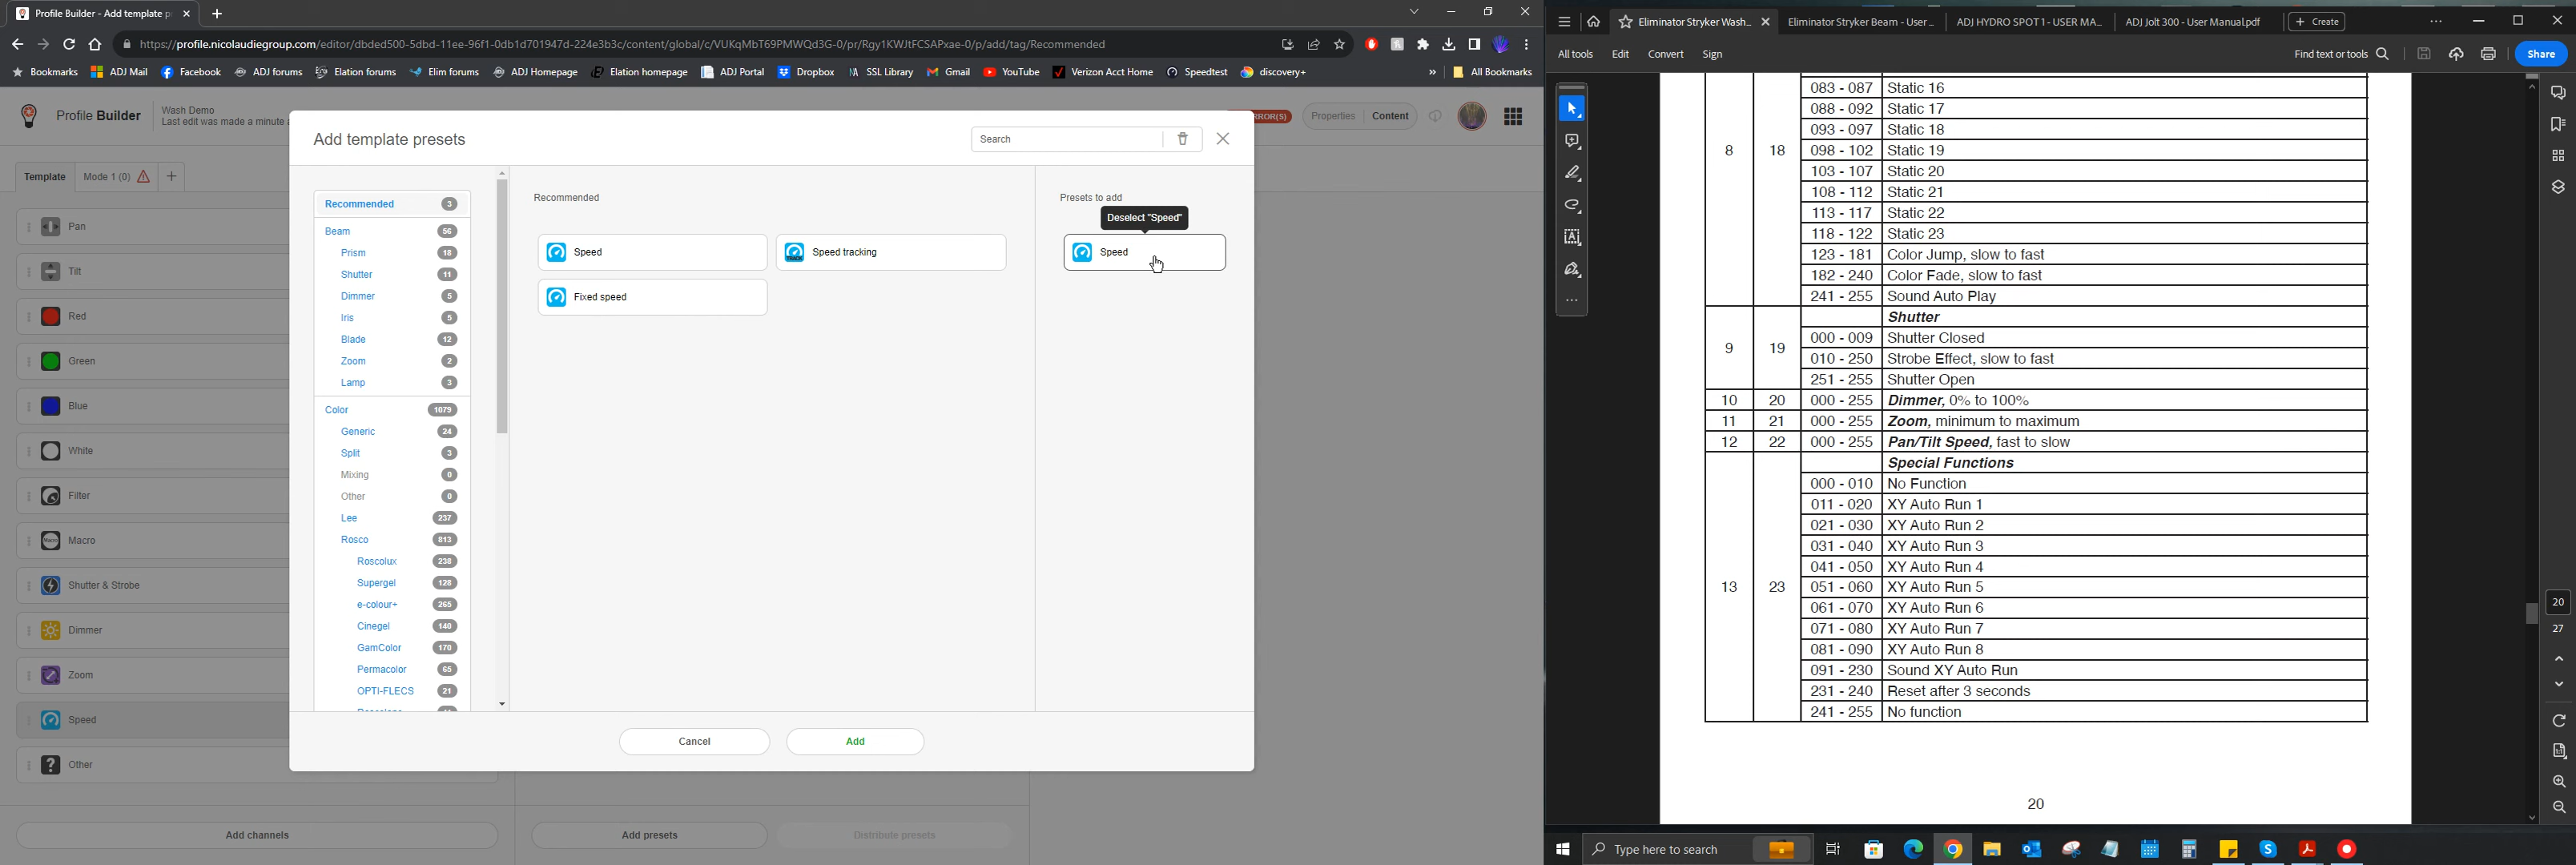 Profile Builder - Add template p
https://profile.nicolaudiegroup.com/editor/dbded500-5dbd-11ee-96f1-0db1d701947d-224e3b3c/content/global/c/VUKqMbT69PMWQd3G-0/pr/Rgy1KWJtFCSAPxae-0/p/add/tag/Recommended
Bookmarks ADJ Mail Facebook ADJ forums Elation forums Elim forums ADJ Homepage Elation homepage ADJ Portal Dropbox SSL Library Gmail YouTube Verizon Acct Home Speedtest discovery+ » All Bookmarks
Profile Builder
Wash Demo
Last edit was made a minute
RROR(S) Properties Content
Template Mode 1 (0) +
Pan
Tilt
Red
Green
Blue
White
Filter
Macro
Shutter & Strobe
Dimmer
Zoom
Speed
Other
Add channels Add presets Distribute presets
Add template presets
Search
Recommended 3
Beam 56
Prism 18
Shutter 11
Dimmer 5
Iris 5
Blade 12
Zoom 2
Lamp 3
Color 1079
Generic 24
Split 3
Mixing 0
Other 0
Lee 237
Rosco 813
Roscolux 238
Supergel 128
e-colour+ 265
Cinegel 140
GamColor 170
Permacolor 65
OPTI-FLECS 21
Recommended
Speed
Speed tracking
Fixed speed
Presets to add
Deselect "Speed"
Speed
Cancel Add
Eliminator Stryker Wash... Eliminator Stryker Beam - User ... ADJ HYDRO SPOT 1 - USER MA... ADJ Jolt 300 - User Manual.pdf + Create
All tools Edit Convert Sign Find text or tools Share
083 - 087 Static 16
088 - 092 Static 17
093 - 097 Static 18
8 18 098 - 102 Static 19
103 - 107 Static 20
108 - 112 Static 21
113 - 117 Static 22
118 - 122 Static 23
123 - 181 Color Jump, slow to fast
182 - 240 Color Fade, slow to fast
241 - 255 Sound Auto Play
Shutter
000 - 009 Shutter Closed
9 19 010 - 250 Strobe Effect, slow to fast
251 - 255 Shutter Open
10 20 000 - 255 Dimmer, 0% to 100%
11 21 000 - 255 Zoom, minimum to maximum
12 22 000 - 255 Pan/Tilt Speed, fast to slow
Special Functions
000 - 010 No Function
011 - 020 XY Auto Run 1
021 - 030 XY Auto Run 2
031 - 040 XY Auto Run 3
041 - 050 XY Auto Run 4
13 23 051 - 060 XY Auto Run 5
061 - 070 XY Auto Run 6
071 - 080 XY Auto Run 7
081 - 090 XY Auto Run 8
091 - 230 Sound XY Auto Run
231 - 240 Reset after 3 seconds
241 - 255 No function
20
20
27
Type here to search